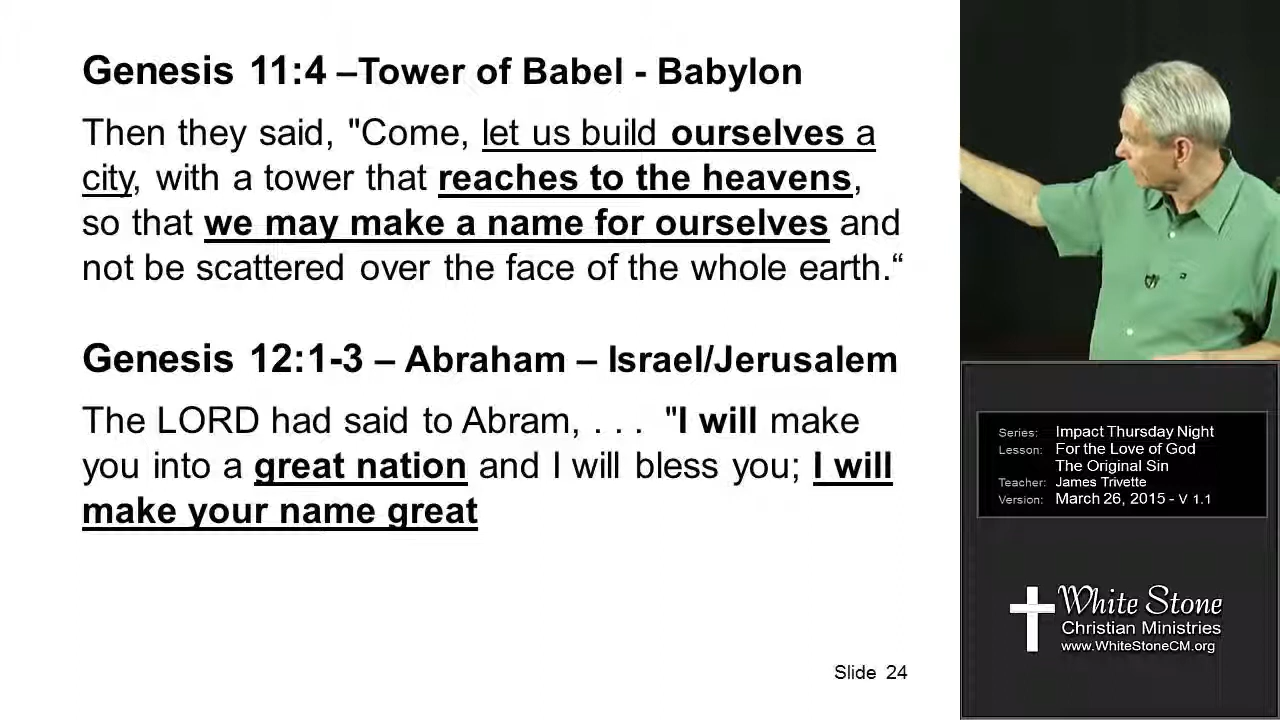 Genesis 11:4 –Tower of Babel - Babylon
Then they said, "Come, let us build ourselves a
city, with a tower that reaches to the heavens,
so that we may make a name for ourselves and
not be scattered over the face of the whole earth.“
Genesis 12:1-3 – Abraham – Israel/Jerusalem
The LORD had said to Abram, . . . "I will make
you into a great nation and I will bless you; I will
make your name great
Slide 24
Series: Impact Thursday Night
Lesson: For the Love of God
The Original Sin
Teacher: James Trivette
Version: March 26, 2015 - V 1.1
White Stone
Christian Ministries
www.WhiteStoneCM.org